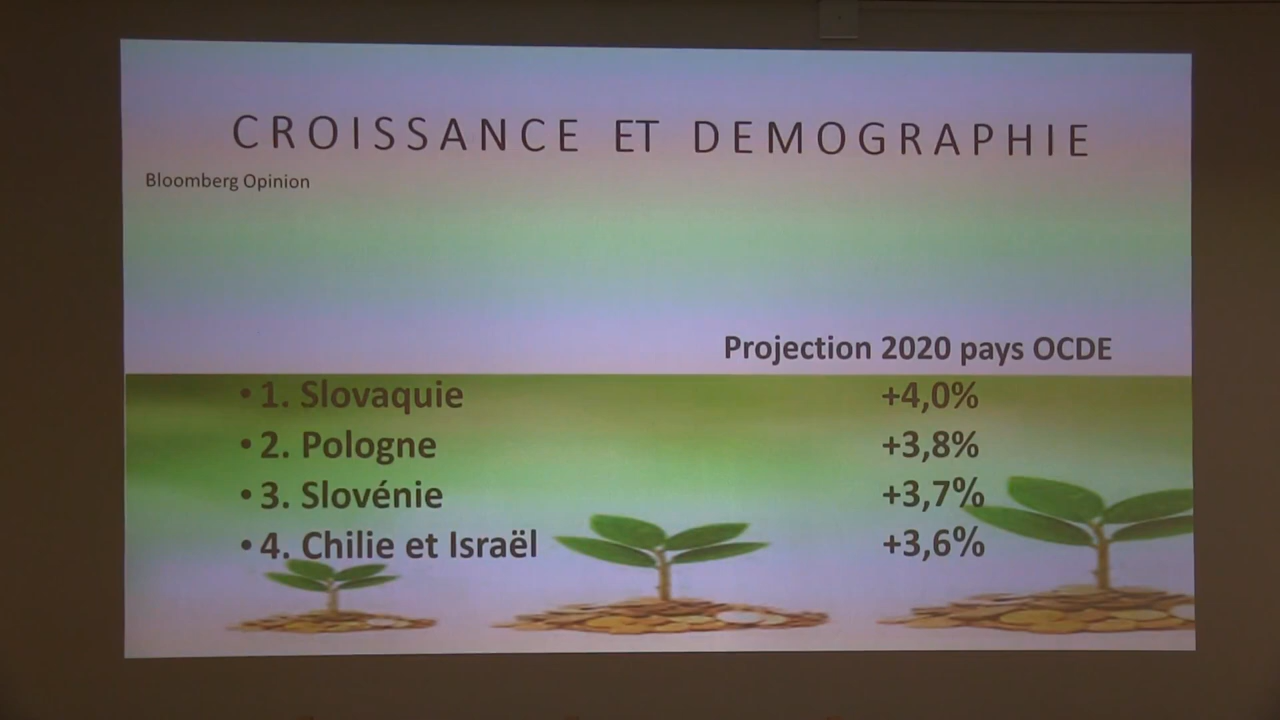 CROISSANCE ET DEMOGRAPHIE
Bloomberg Opinion
Projection 2020 pays OCDE
• 1. Slovaquie +4,0%
• 2. Pologne +3,8%
• 3. Slovénie +3,7%
• 4. Chilie et Israël +3,6%